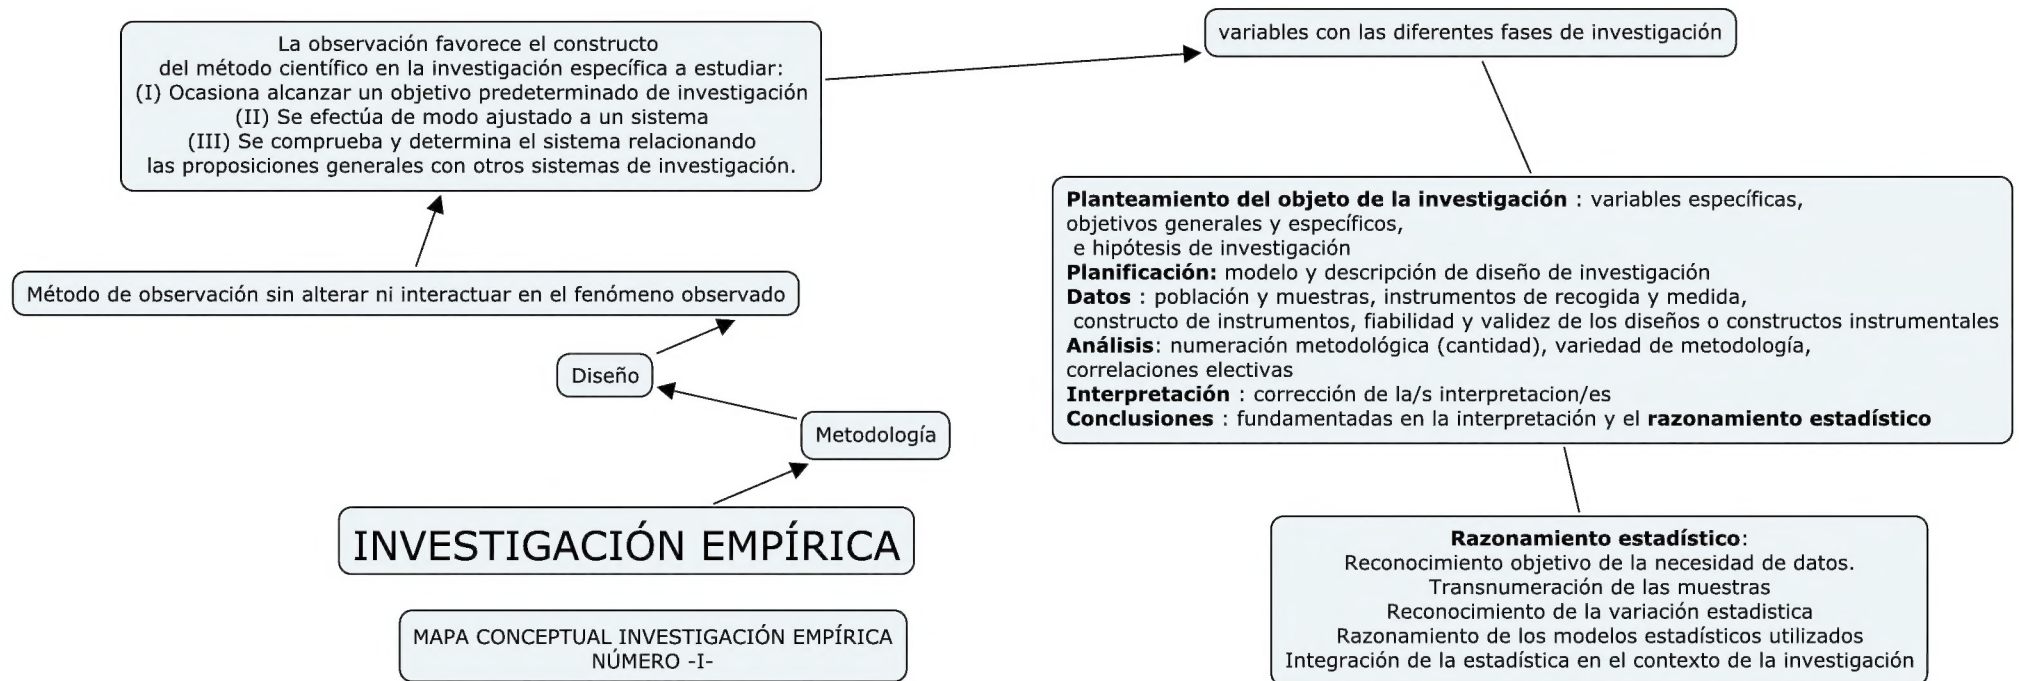 La observación favorece el constructo
del método científico en la investigación específica a estudiar:
(I) Ocasiona alcanzar un objetivo predeterminado de investigación
(II) Se efectúa de modo ajustado a un sistema
(III) Se comprueba y determina el sistema relacionando
las proposiciones generales con otros sistemas de investigación.
variables con las diferentes fases de investigación
Método de observación sin alterar ni interactuar en el fenómeno observado
Diseño
Metodología
INVESTIGACIÓN EMPÍRICA
MAPA CONCEPTUAL INVESTIGACIÓN EMPÍRICA
NÚMERO -I-
Planteamiento del objeto de la investigación : variables específicas,
objetivos generales y específicos,
e hipótesis de investigación
Planificación: modelo y descripción de diseño de investigación
Datos : población y muestras, instrumentos de recogida y medida,
constructo de instrumentos, fiabilidad y validez de los diseños o constructos instrumentales
Análisis: numeración metodológica (cantidad), variedad de metodología,
correlaciones electivas
Interpretación : corrección de la/s interpretacion/es
Conclusiones : fundamentadas en la interpretación y el razonamiento estadístico
Razonamiento estadístico:
Reconocimiento objetivo de la necesidad de datos.
Transnumeración de las muestras
Reconocimiento de la variación estadistica
Razonamiento de los modelos estadísticos utilizados
Integración de la estadística en el contexto de la investigación